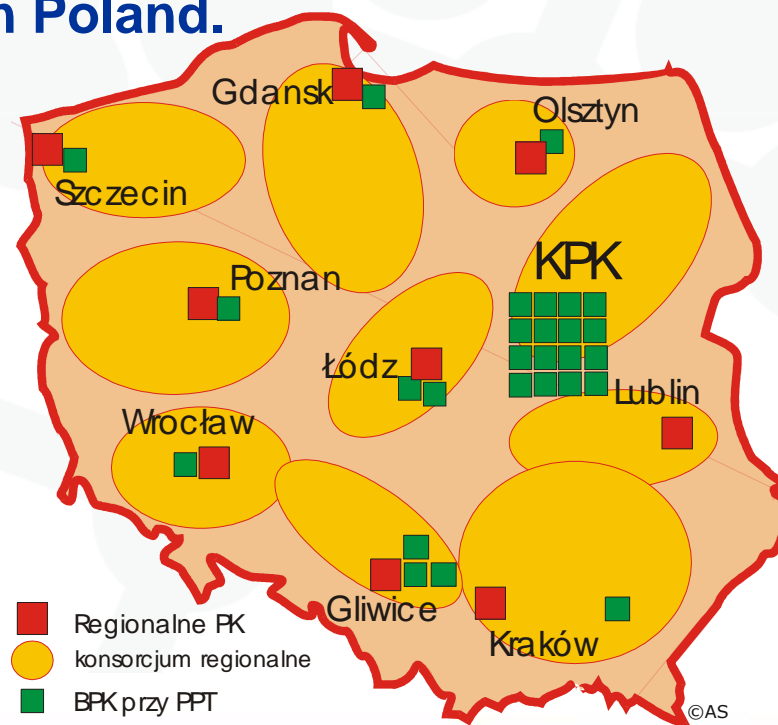 n Poland.
Gdansk
Olsztyn
Szczecin
KPK
Poznan
Łódz
Lublin
Wrocław
Gliwice
Kraków
Regionalne PK
konsorcjum regionalne
BPK przy PPT
©AS